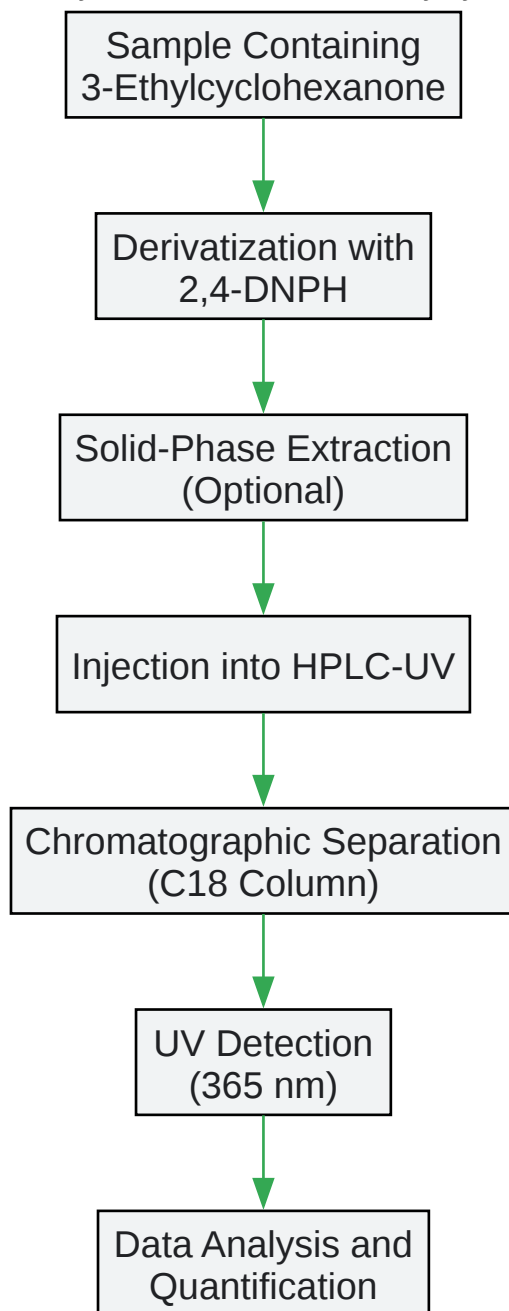 Sample Containing
3-Ethylcyclohexanone
Derivatization with
2,4-DNPH
Solid-Phase Extraction
(Optional)
Injection into HPLC-UV
Chromatographic Separation
(C18 Column)
UV Detection
(365 nm)
Data Analysis and
Quantification